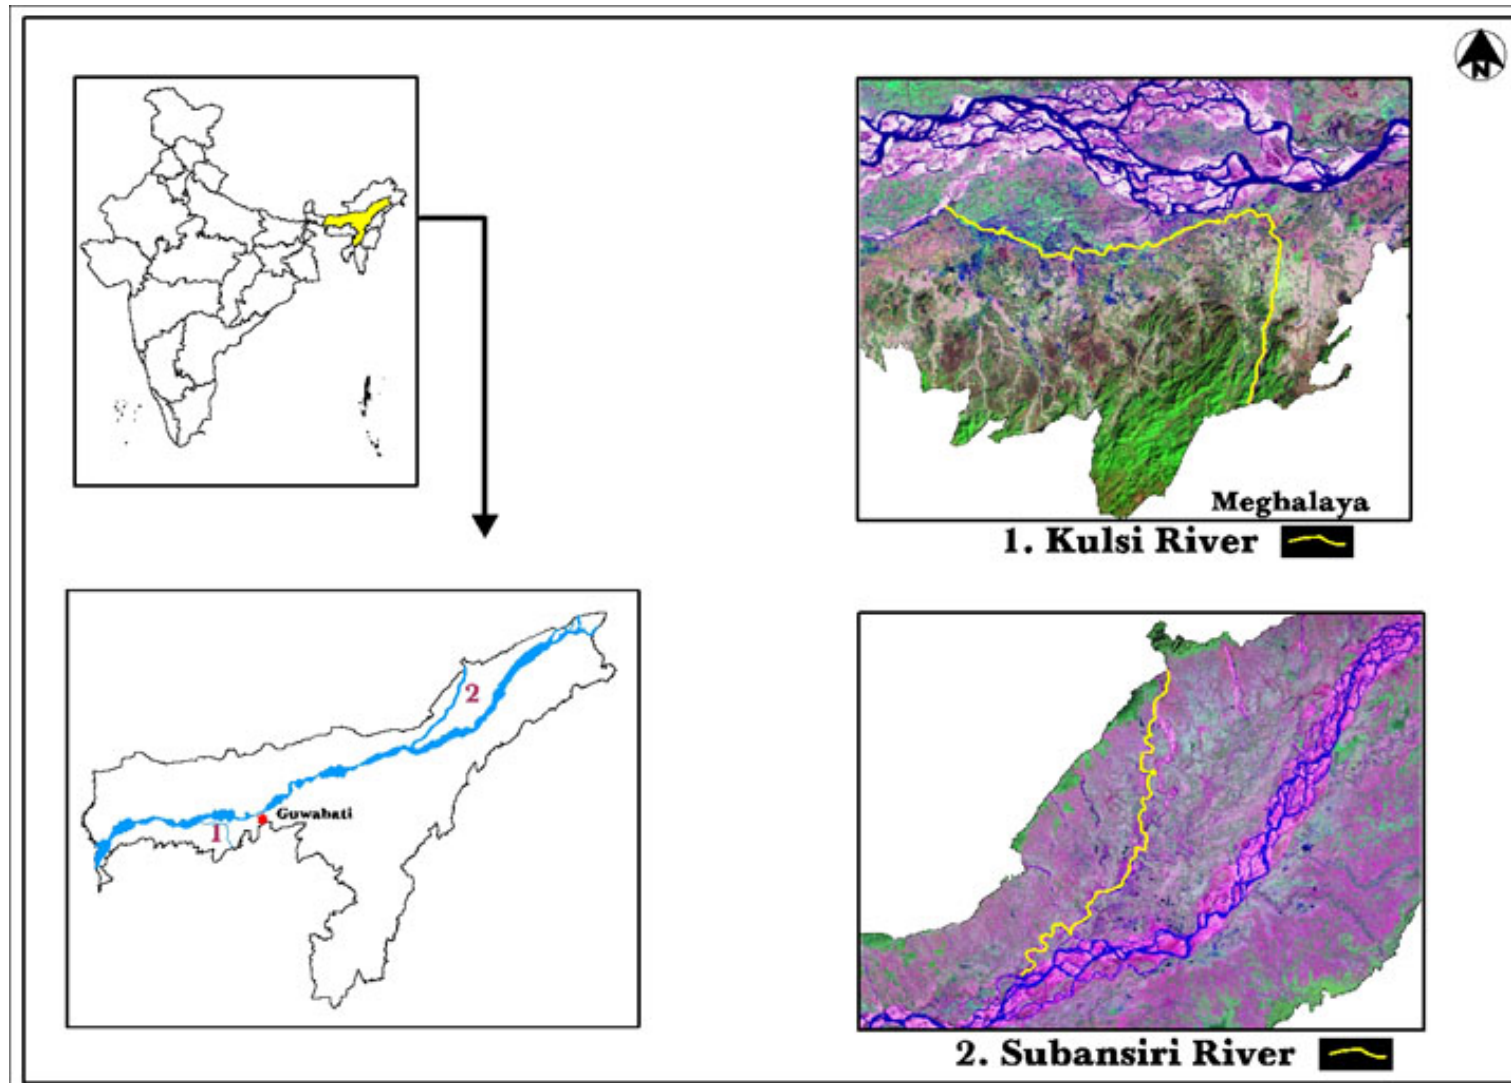 N
Meghalaya
1. Kulsi River
2
Guwahati
1
2. Subansiri River